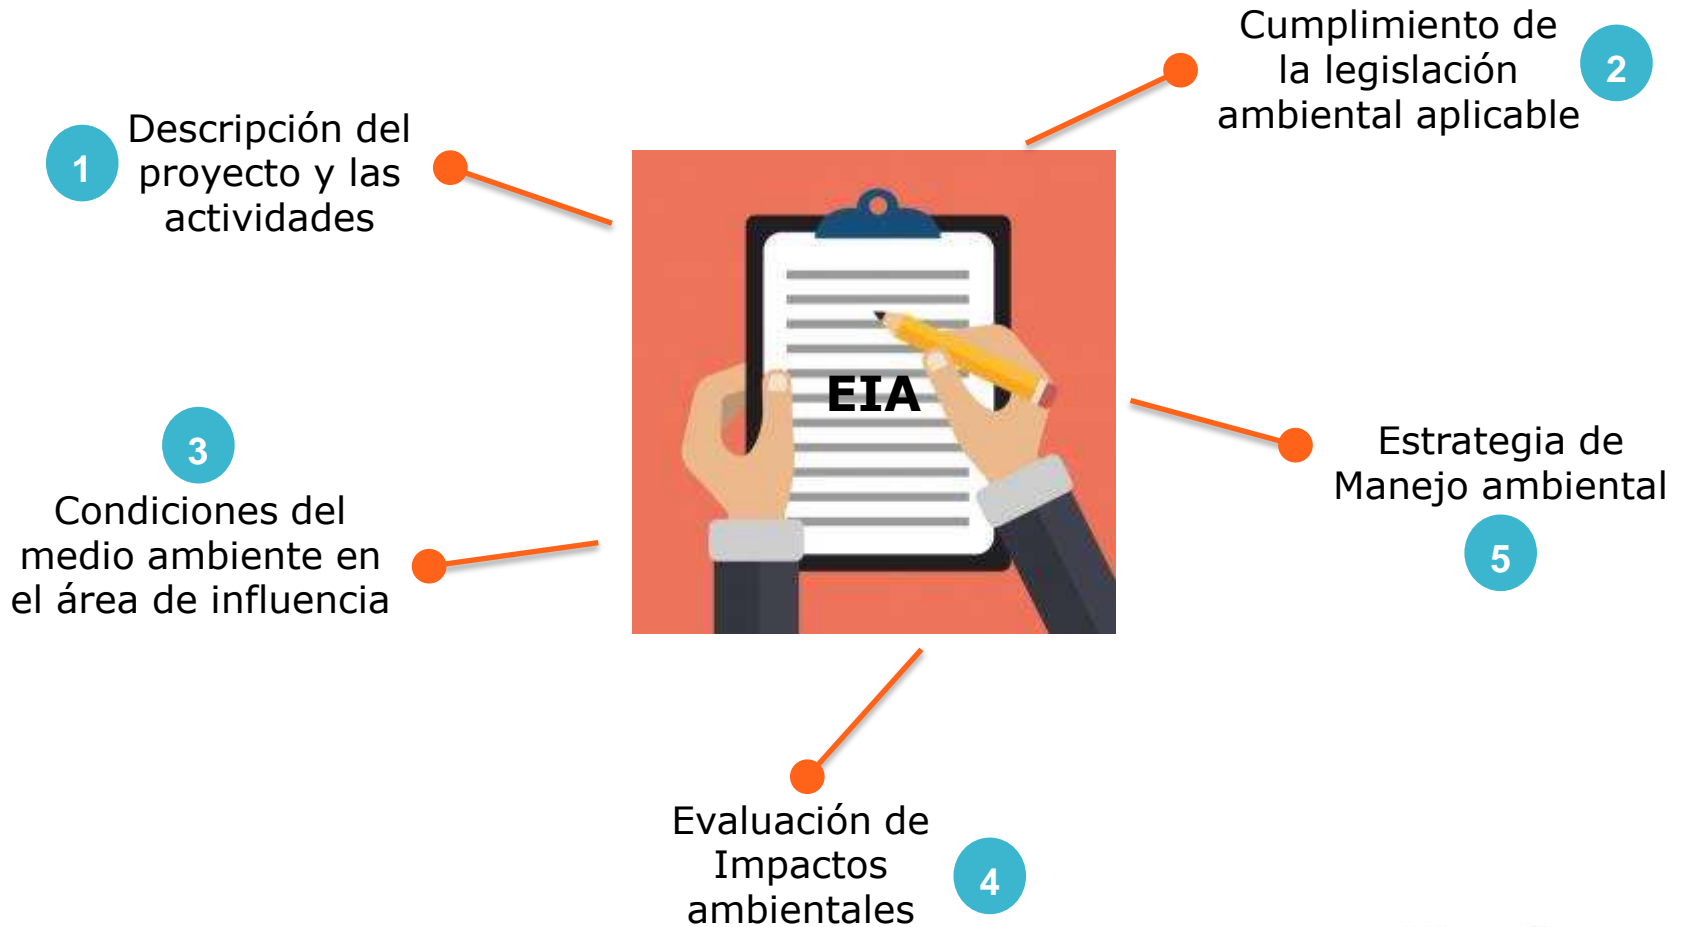 1
Descripción del
proyecto y las
actividades
Cumplimiento de
la legislación
ambiental aplicable
2
3
Condiciones del
medio ambiente en
el área de influencia
EIA
Evaluación de
Impactos
ambientales
4
Estrategia de
Manejo ambiental
5